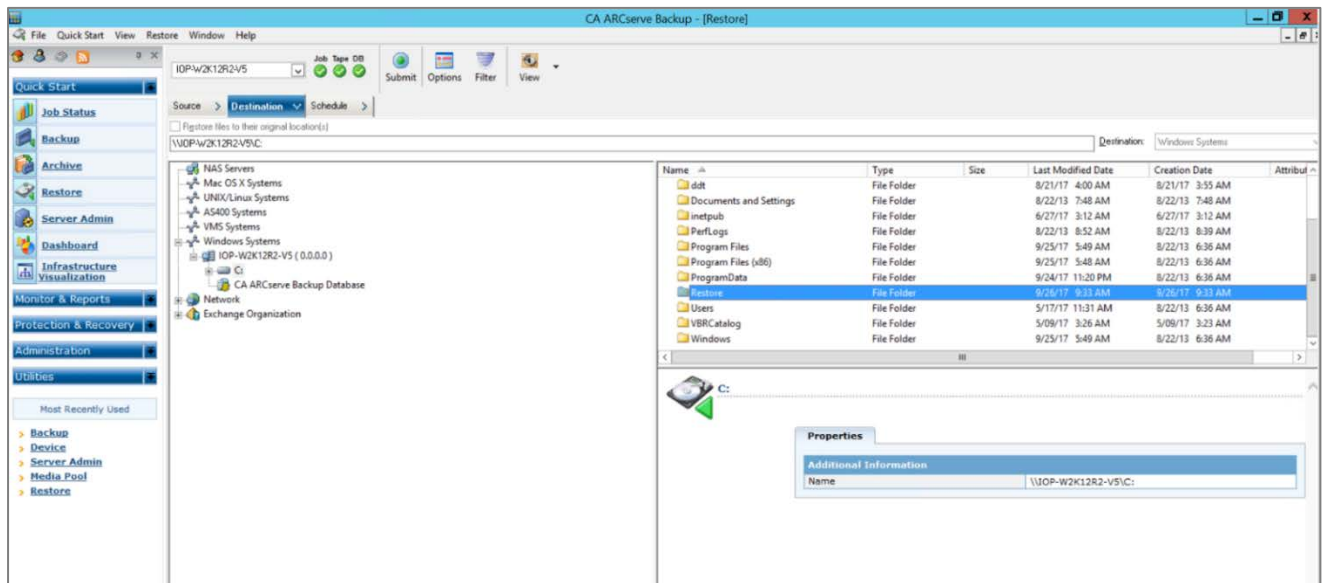 CA ARCserve Backup - [Restore]
File Quick Start View Restore Window Help
IOP-W2K12R2-V5
Job Tape DB
Submit Options Filter View
Quick Start
Job Status
Backup
Archive
Restore
Server Admin
Dashboard
Infrastructure
Visualization
Monitor & Reports
Protection & Recovery
Administration
Utilities
Most Recently Used
Backup
Device
Server Admin
Media Pool
Restore
Source > Destination Schedule >
Restore files to their original location(s)
\\IOP-W2K12R2-V5\C:
Destination: Windows Systems
NAS Servers
Mac OS X Systems
UNIX/Linux Systems
AS400 Systems
VMS Systems
Windows Systems
IOP-W2K12R2-V5 ( 0.0.0.0 )
C:
CA ARCserve Backup Database
Network
Exchange Organization
Name Type Size Last Modified Date Creation Date Attribut
ddt File Folder 8/21/17 4:00 AM 8/21/17 3:55 AM
Documents and Settings File Folder 8/22/13 7:48 AM 8/22/13 7:48 AM
inetpub File Folder 6/27/17 3:12 AM 6/27/17 3:12 AM
PerfLogs File Folder 8/22/13 8:52 AM 8/22/13 8:39 AM
Program Files File Folder 9/25/17 5:49 AM 8/22/13 6:36 AM
Program Files (x86) File Folder 9/25/17 5:48 AM 8/22/13 6:36 AM
ProgramData File Folder 9/24/17 11:20 PM 8/22/13 6:36 AM
Restore File Folder 9/26/17 9:33 AM 9/26/17 9:33 AM
Users File Folder 5/17/17 11:31 AM 8/22/13 6:36 AM
VBRCatalog File Folder 5/09/17 3:26 AM 5/09/17 3:23 AM
Windows File Folder 9/25/17 5:49 AM 8/22/13 6:36 AM
C:
Properties
Additional Information
Name \\IOP-W2K12R2-V5\C: